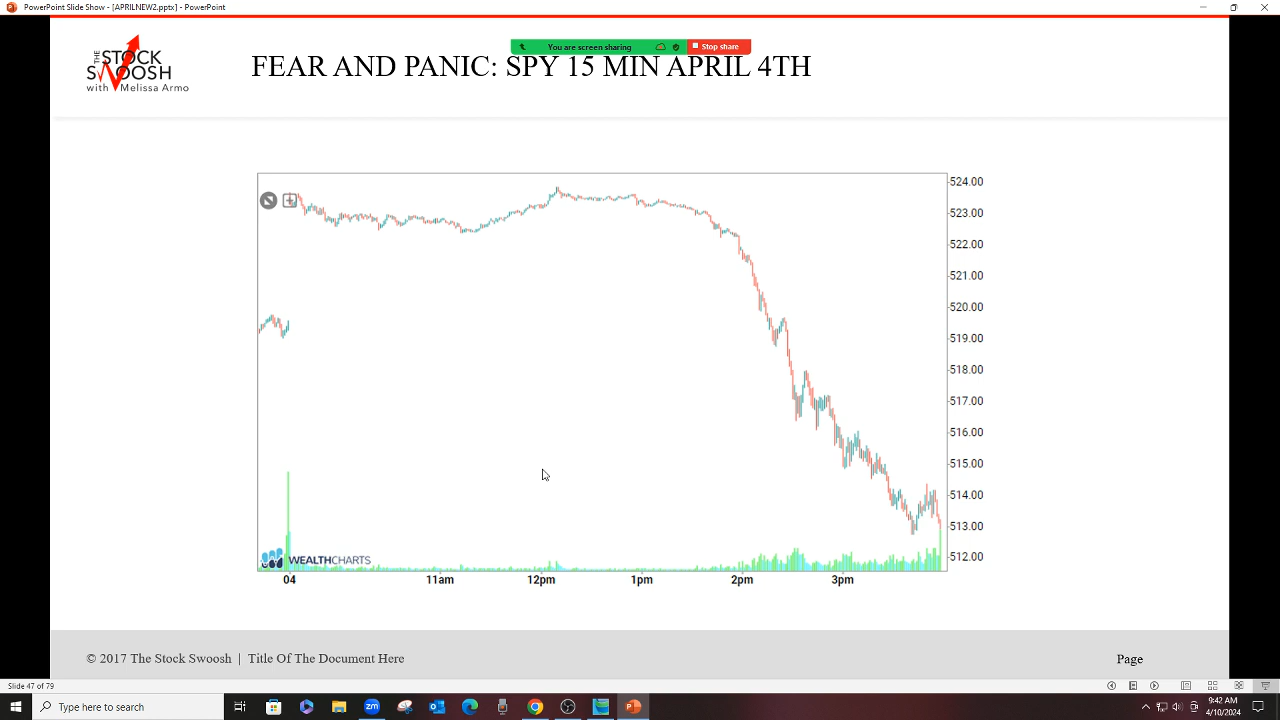 PowerPoint Slide Show - [APRILNEW2.pptx] - PowerPoint
You are screen sharing
Stop share
THE STOCK
SWOOSH
with Melissa Armo
FEAR AND PANIC: SPY 15 MIN APRIL 4TH
524.00
523.00
522.00
521.00
520.00
519.00
518.00
517.00
516.00
515.00
514.00
513.00
512.00
WEALTHCHARTS
04 11am 12pm 1pm 2pm 3pm
© 2017 The Stock Swoosh | Title Of The Document Here
Page
Slide 47 of 79
Type here to search
zm
9:42 AM
4/10/2024